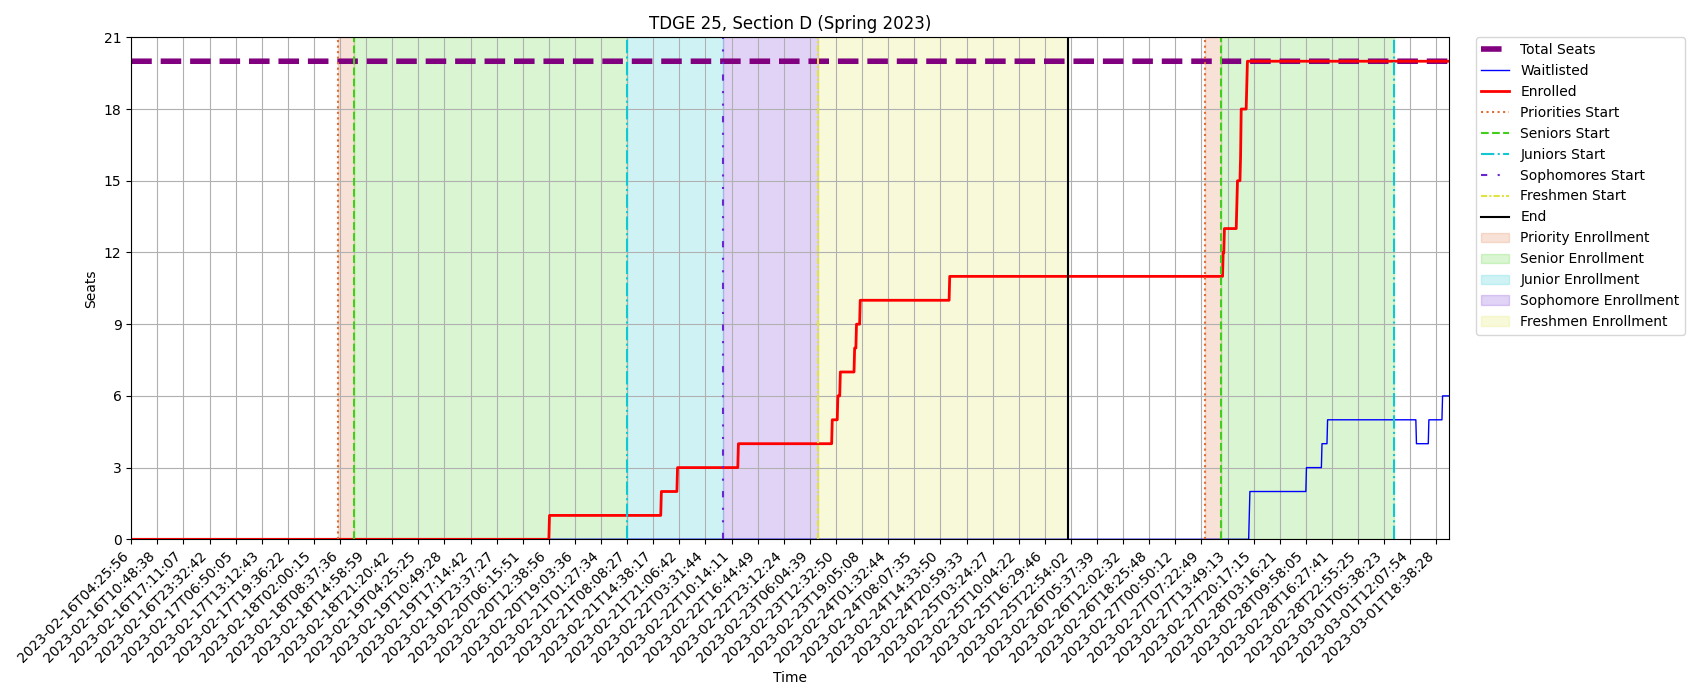 TDGE 25, Section D (Spring 2023)
Seats
21
18
15
12
9
6
3
0
2023-02-16T04:25:56
2023-02-16T10:48:38
2023-02-16T17:11:07
2023-02-16T23:32:42
2023-02-17T06:50:05
2023-02-17T13:12:43
2023-02-17T19:36:22
2023-02-18T02:00:15
2023-02-18T08:37:36
2023-02-18T14:58:59
2023-02-18T21:20:42
2023-02-19T04:25:25
2023-02-19T10:49:28
2023-02-19T17:14:42
2023-02-19T23:37:27
2023-02-20T06:15:51
2023-02-20T12:38:56
2023-02-20T19:03:36
2023-02-21T01:27:34
2023-02-21T08:08:27
2023-02-21T14:38:17
2023-02-21T21:06:42
2023-02-22T03:31:44
2023-02-22T10:14:11
2023-02-22T16:44:49
2023-02-22T23:12:24
2023-02-23T06:04:39
2023-02-23T12:32:50
2023-02-23T19:05:08
2023-02-24T01:32:44
2023-02-24T08:07:35
2023-02-24T14:33:50
2023-02-24T20:59:33
2023-02-25T03:24:27
2023-02-25T10:04:22
2023-02-25T16:29:46
2023-02-25T22:54:02
2023-02-26T05:37:39
2023-02-26T12:02:32
2023-02-26T18:25:48
2023-02-27T00:50:12
2023-02-27T07:22:49
2023-02-27T13:49:13
2023-02-27T20:17:15
2023-02-28T03:16:21
2023-02-28T09:58:05
2023-02-28T16:27:41
2023-02-28T22:55:25
2023-03-01T05:38:23
2023-03-01T12:07:54
2023-03-01T18:38:28
Time
Total Seats
Waitlisted
Enrolled
Priorities Start
Seniors Start
Juniors Start
Sophomores Start
Freshmen Start
End
Priority Enrollment
Senior Enrollment
Junior Enrollment
Sophomore Enrollment
Freshmen Enrollment